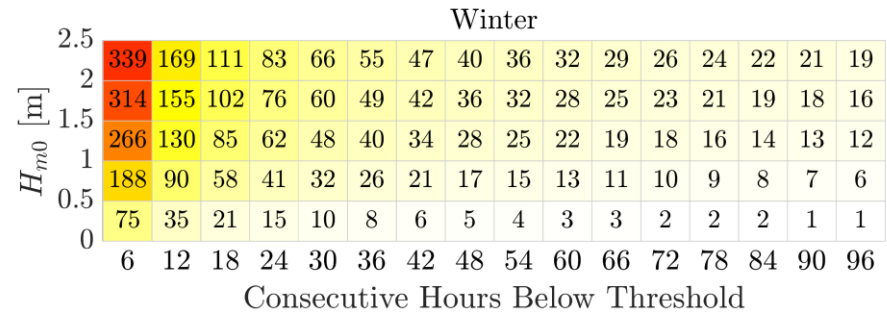 Winter
2.5
339 169 111 83 66 55 47 40 36 32 29 26 24 22 21 19
2
314 155 102 76 60 49 42 36 32 28 25 23 21 19 18 16
1.5
266 130 85 62 48 40 34 28 25 22 19 18 16 14 13 12
1
188 90 58 41 32 26 21 17 15 13 11 10 9 8 7 6
0.5
75 35 21 15 10 8 6 5 4 3 3 2 2 2 1 1
0
H_{m0} [m]
6 12 18 24 30 36 42 48 54 60 66 72 78 84 90 96
Consecutive Hours Below Threshold